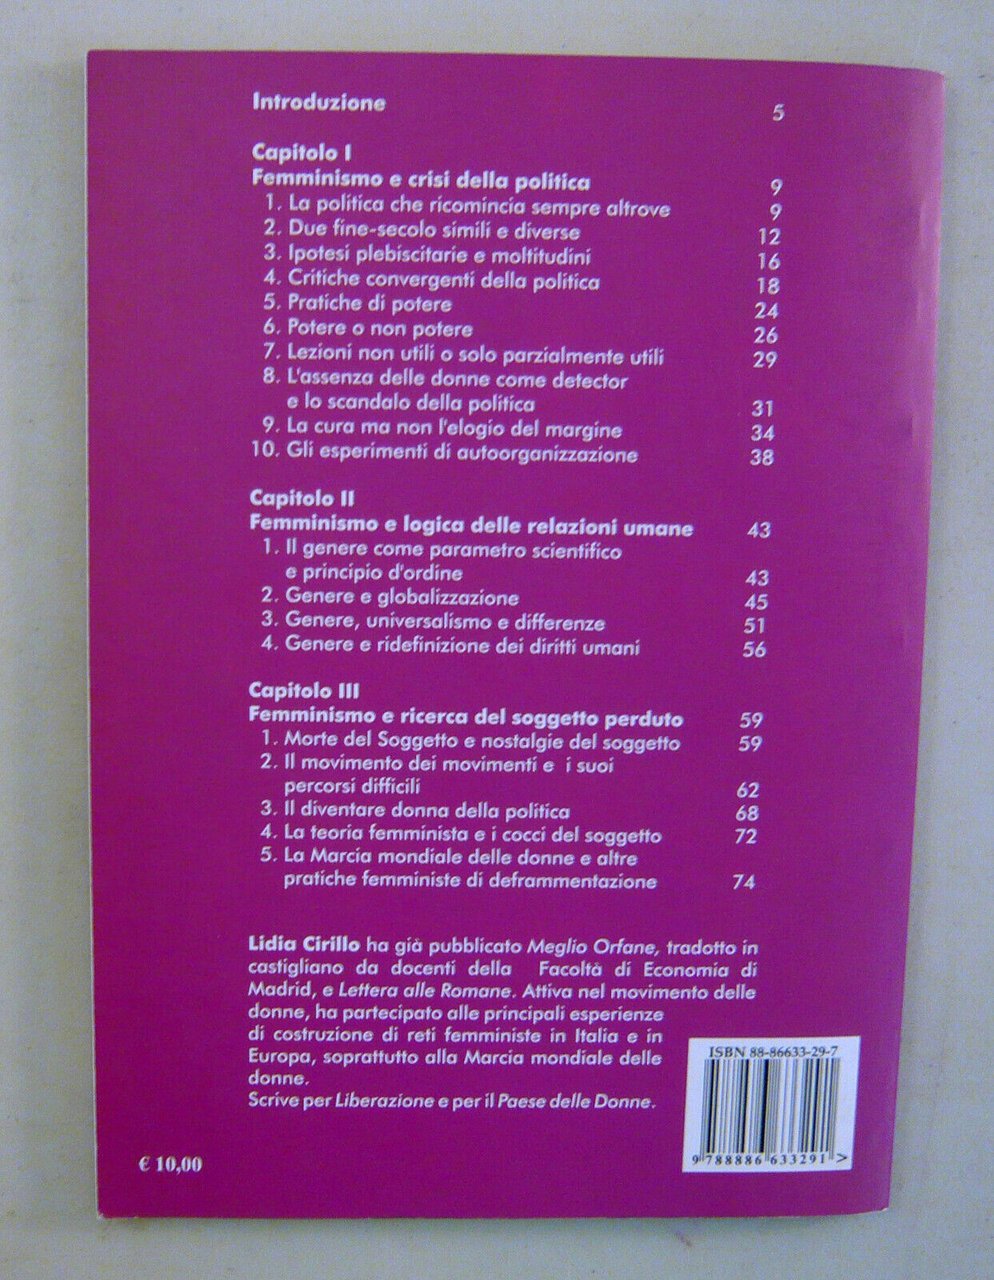 Introduzione 5
Capitolo I
Femminismo e crisi della politica 9
1. La politica che ricomincia sempre altrove 9
2. Due fine-secolo simili e diverse 12
3. Ipotesi plebiscitarie e moltitudini 16
4. Critiche convergenti della politica 18
5. Pratiche di potere 24
6. Potere o non potere 26
7. Lezioni non utili o solo parzialmente utili 29
8. L'assenza delle donne come detector
e lo scandalo della politica 31
9. La cura ma non l'elogio del margine 34
10. Gli esperimenti di autoorganizzazione 38
Capitolo II
Femminismo e logica delle relazioni umane 43
1. Il genere come parametro scientifico
e principio d'ordine 43
2. Genere e globalizzazione 45
3. Genere, universalismo e differenze 51
4. Genere e ridefinizione dei diritti umani 56
Capitolo III
Femminismo e ricerca del soggetto perduto 59
1. Morte del Soggetto e nostalgie del soggetto 59
2. Il movimento dei movimenti e i suoi
percorsi difficili 62
3. Il diventare donna della politica 68
4. La teoria femminista e i cocci del soggetto 72
5. La Marcia mondiale delle donne e altre
pratiche femministe di deframmentazione 74
Lidia Cirillo ha già pubblicato Meglio Orfane, tradotto in
castigliano da docenti della Facoltà di Economia di
Madrid, e Lettera alle Romane. Attiva nel movimento delle
donne, ha partecipato alle principali esperienze
di costruzione di reti femministe in Italia e in
Europa, soprattutto alla Marcia mondiale delle
donne.
Scrive per Liberazione e per il Paese delle Donne.
ISBN 88-86633-29-7
9 788886 633291 >
€ 10,00